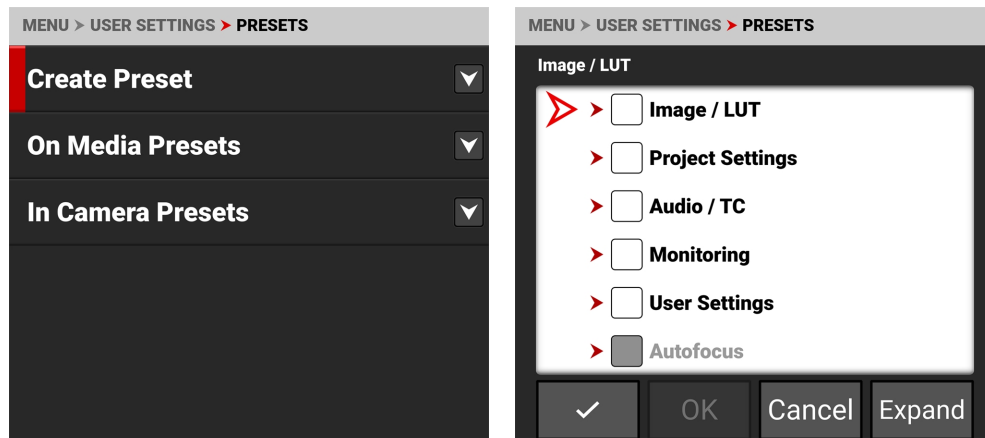 MENU > USER SETTINGS > PRESETS
Create Preset
On Media Presets
In Camera Presets
MENU > USER SETTINGS > PRESETS
Image / LUT
Image / LUT
Project Settings
Audio / TC
Monitoring
User Settings
Autofocus
OK Cancel Expand